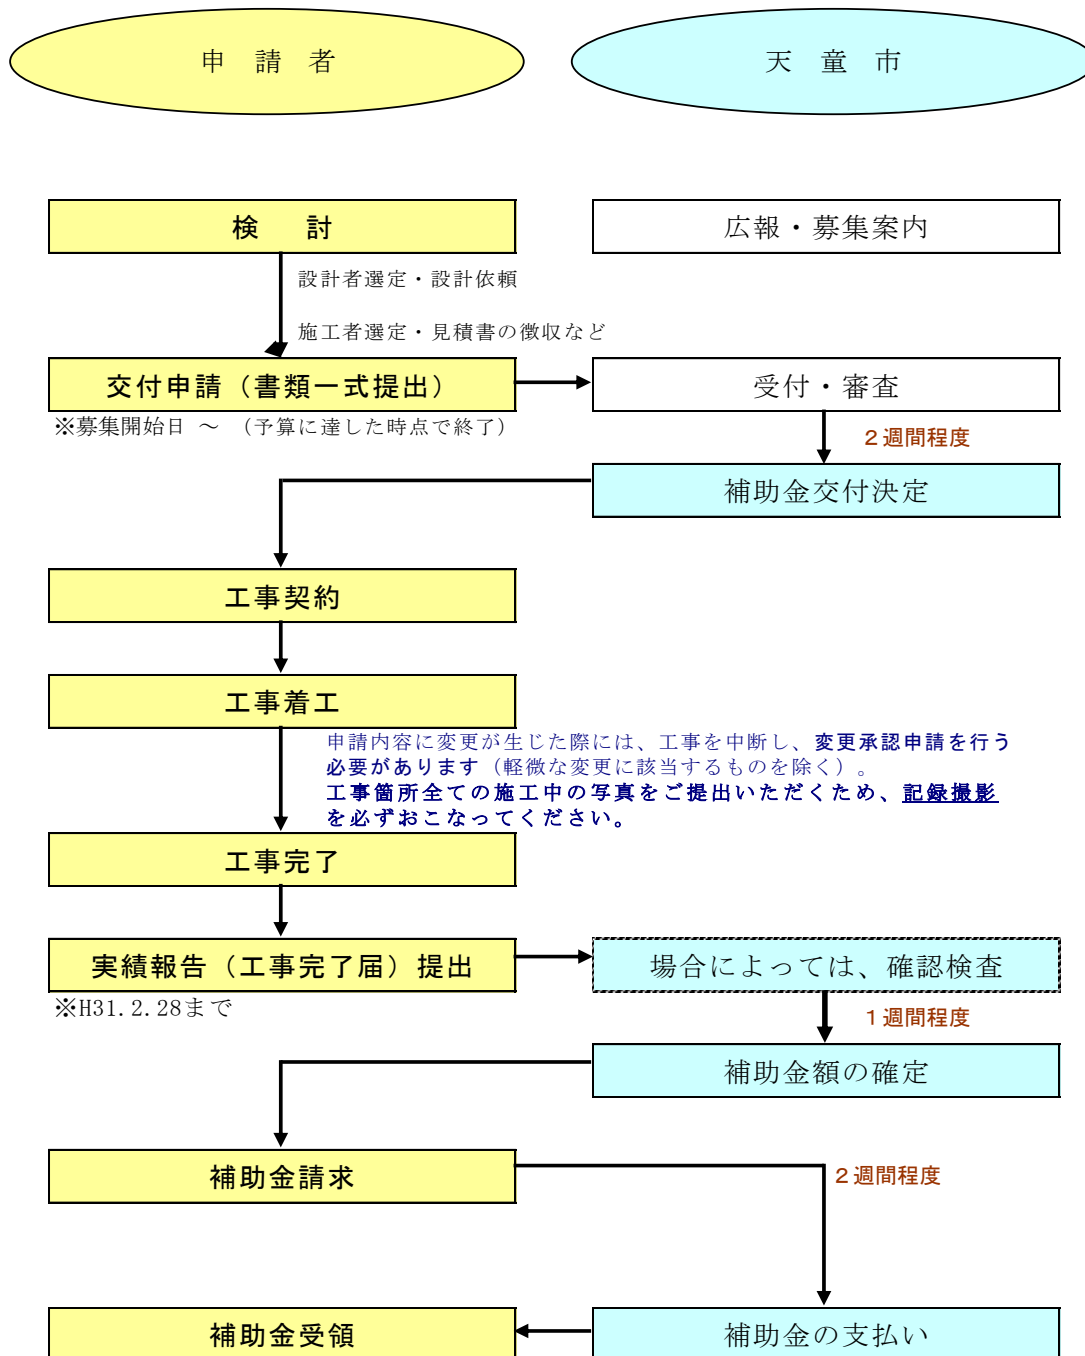 申　請　者
天　童　市
検　　討
広報・募集案内
設計者選定・設計依頼
施工者選定・見積書の徴収など
交付申請（書類一式提出）
受付・審査
※募集開始日 ～ （予算に達した時点で終了）
２週間程度
補助金交付決定
工事契約
工事着工
申請内容に変更が生じた際には、工事を中断し、変更承認申請を行う
必要があります（軽微な変更に該当するものを除く）。
工事箇所全ての施工中の写真をご提出いただくため、記録撮影
を必ずおこなってください。
工事完了
実績報告（工事完了届）提出
場合によっては、確認検査
※H31.2.28まで
１週間程度
補助金額の確定
補助金請求
２週間程度
補助金受領
補助金の支払い